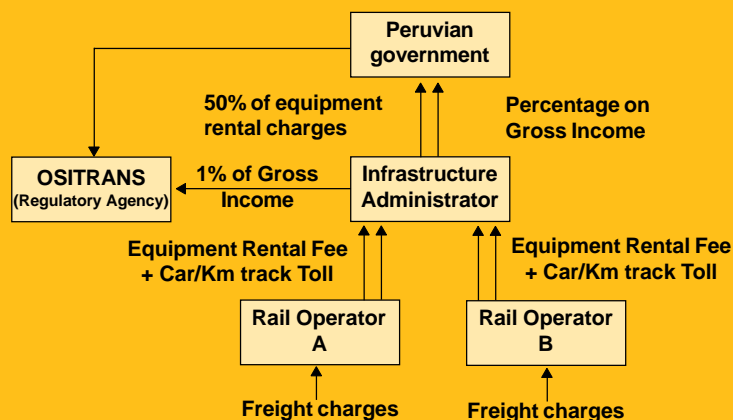 Peruvian
government
50% of equipment
rental charges
Percentage on
Gross Income
OSITRANS
(Regulatory Agency)
1% of Gross
Income
Infrastructure
Administrator
Equipment Rental Fee
+ Car/Km track Toll
Equipment Rental Fee
+ Car/Km track Toll
Rail Operator
A
Rail Operator
B
Freight charges
Freight charges